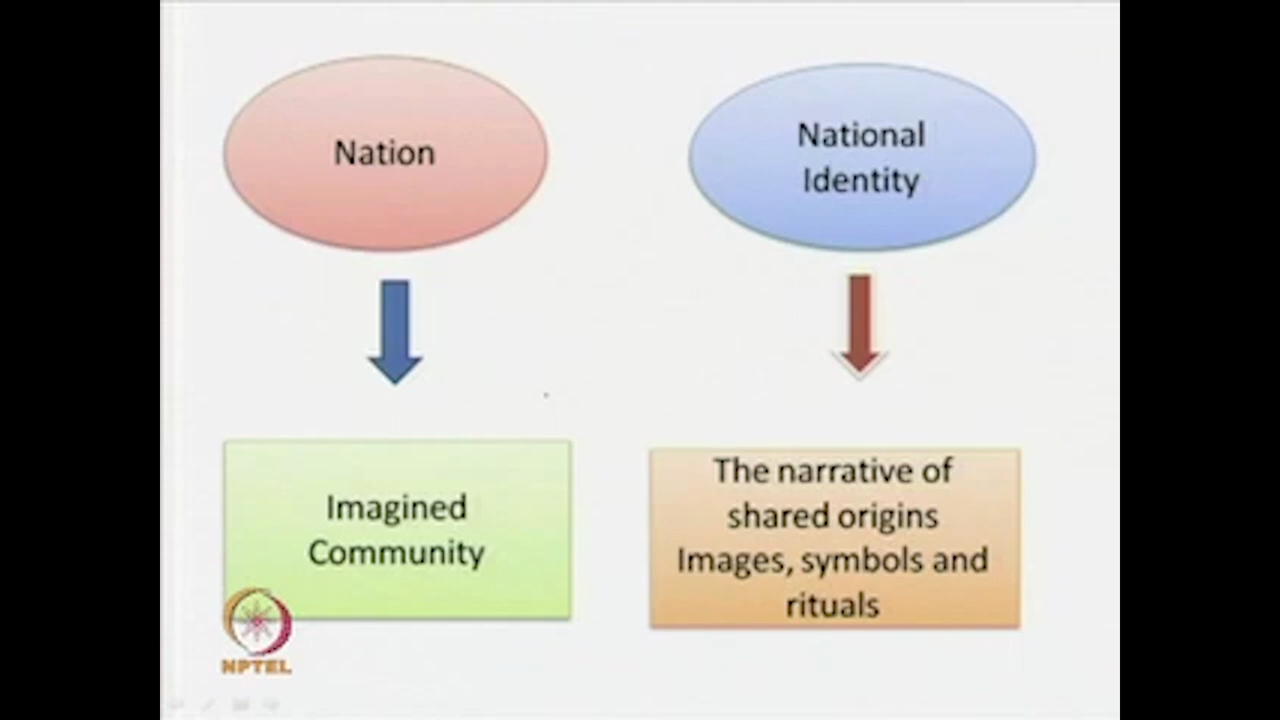 Nation
National
Identity
Imagined
Community
The narrative of
shared origins
Images, symbols and
rituals
NPTEL